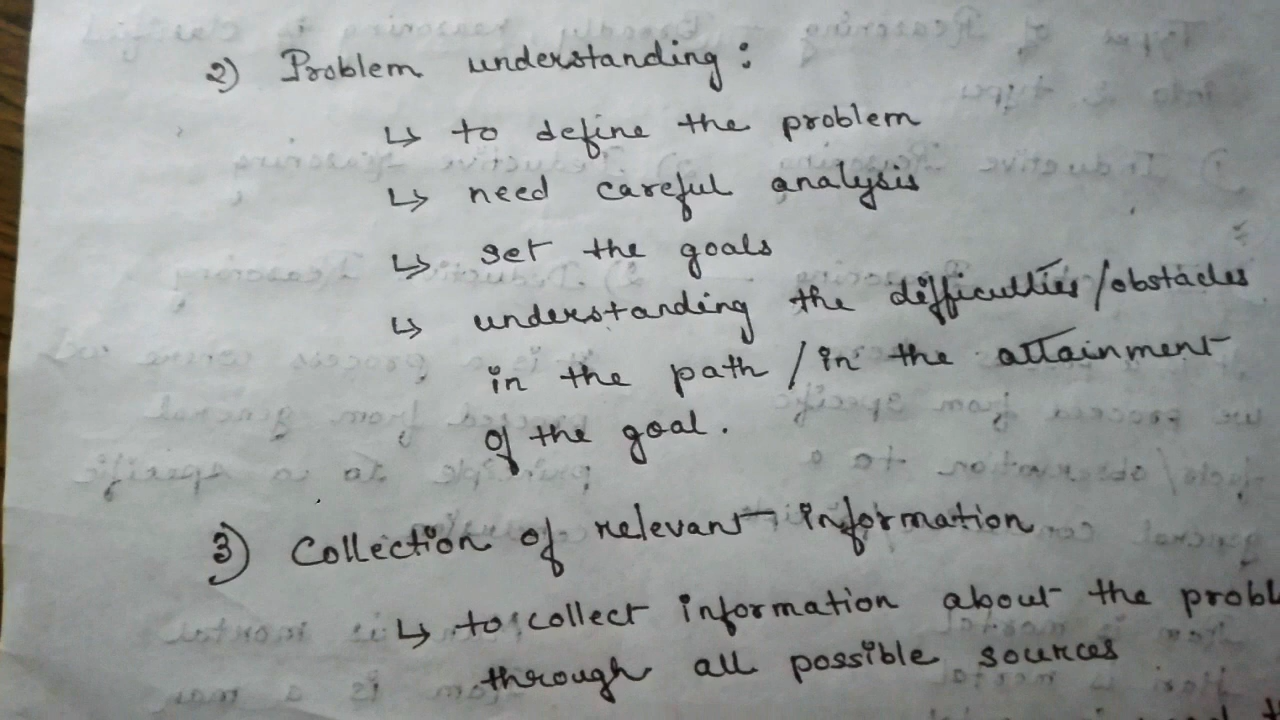 2) Problem understanding :
↳ to define the problem
↳ need careful analysis
↳ set the goals
↳ understanding the difficulties/obstacles
in the path / in the attainment
of the goal.
3) Collection of relevant information
↳ to collect information about the probl
through all possible sources